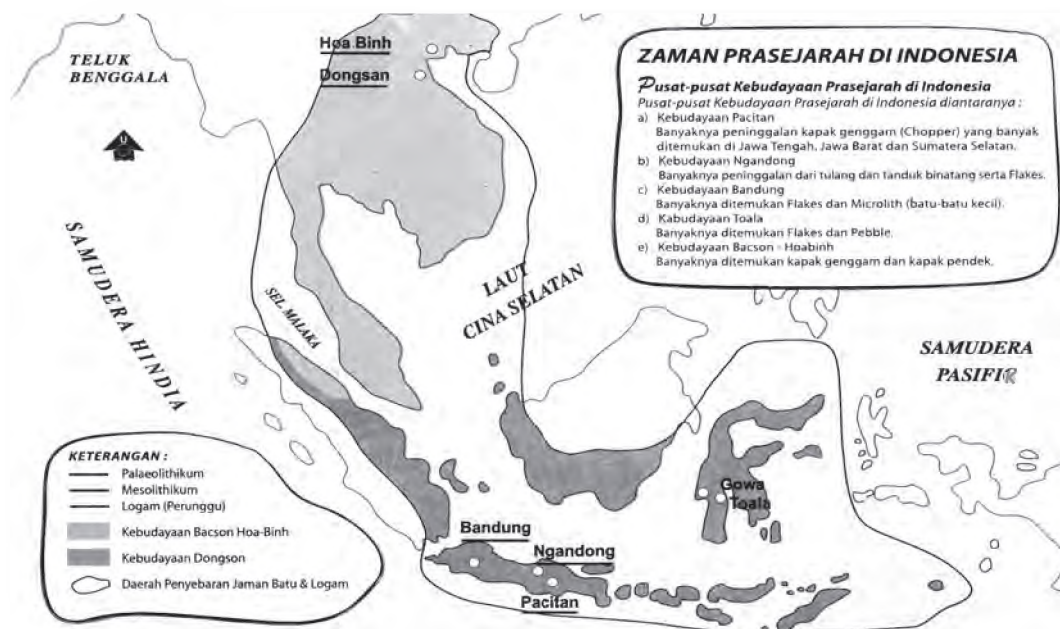 Hoa Binh
Dongsan
TELUK
BENGGALA
U
SAMUDERA HINDIA
SEL. MALAKA
LAUT
CINA SELATAN
SAMUDERA
PASIFIR
ZAMAN PRASEJARAH DI INDONESIA
Pusat-pusat Kebudayaan Prasejarah di Indonesia
Pusat-pusat Kebudayaan Prasejarah di Indonesia diantaranya :
a) Kebudayaan Pacitan
Banyaknya peninggalan kapak genggam (Chopper) yang banyak
ditemukan di Jawa Tengah, Jawa Barat dan Sumatera Selatan.
b) Kebudayaan Ngandong
Banyaknya peninggalan dari tulang dan tanduk binatang serta Flakes.
c) Kebudayaan Bandung
Banyaknya ditemukan Flakes dan Microlith (batu-batu kecil).
d) Kabudayaan Toala
Banyaknya ditemukan Flakes dan Pebble.
e) Kebudayaan Bacson - Hoabinh
Banyaknya ditemukan kapak genggam dan kapak pendek.
Gowa
Toala
Bandung
Ngandong
Pacitan
KETERANGAN :
Palaeolithikum
Mesolithikum
Logam (Perunggu)
Kebudayaan Bacson Hoa-Binh
Kebudayaan Dongson
Daerah Penyebaran Jaman Batu & Logam